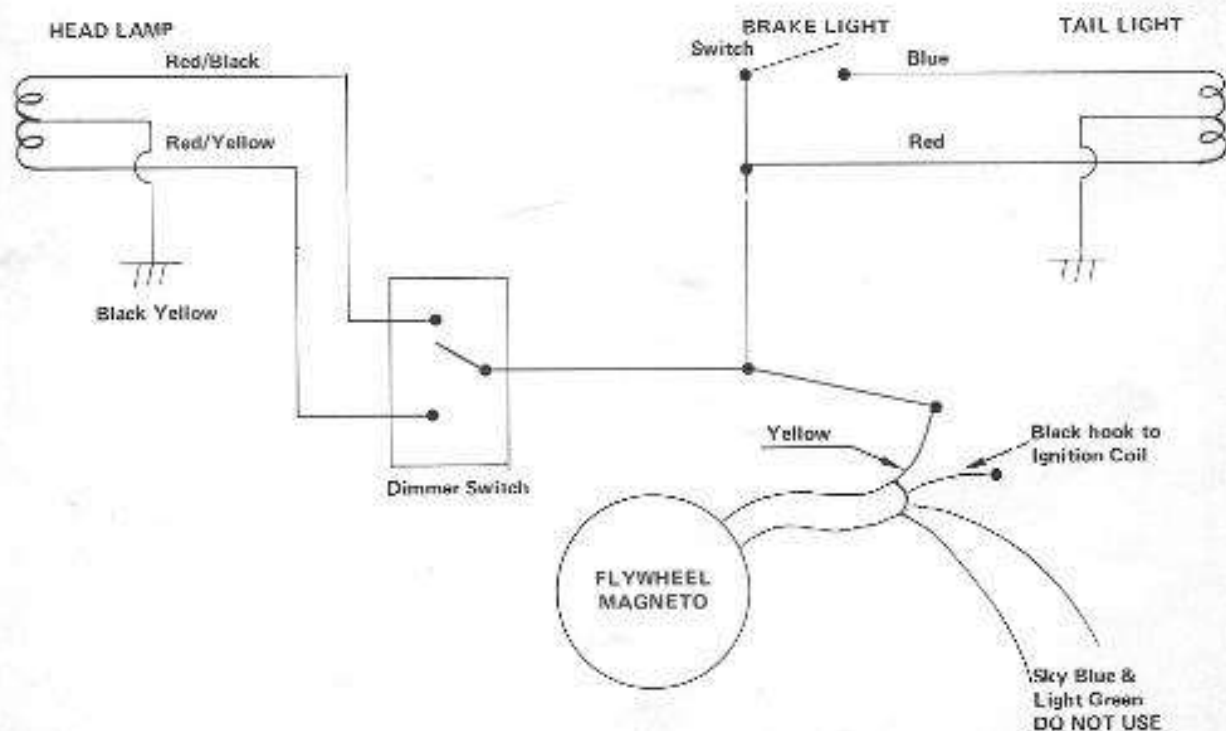 HEAD LAMP
Red/Black
Red/Yellow
Black Yellow
Switch
BRAKE LIGHT
TAIL LIGHT
Blue
Red
Dimmer Switch
Yellow
Black hook to
Ignition Coil
FLYWHEEL
MAGNETO
Sky Blue &
Light Green
DO NOT USE